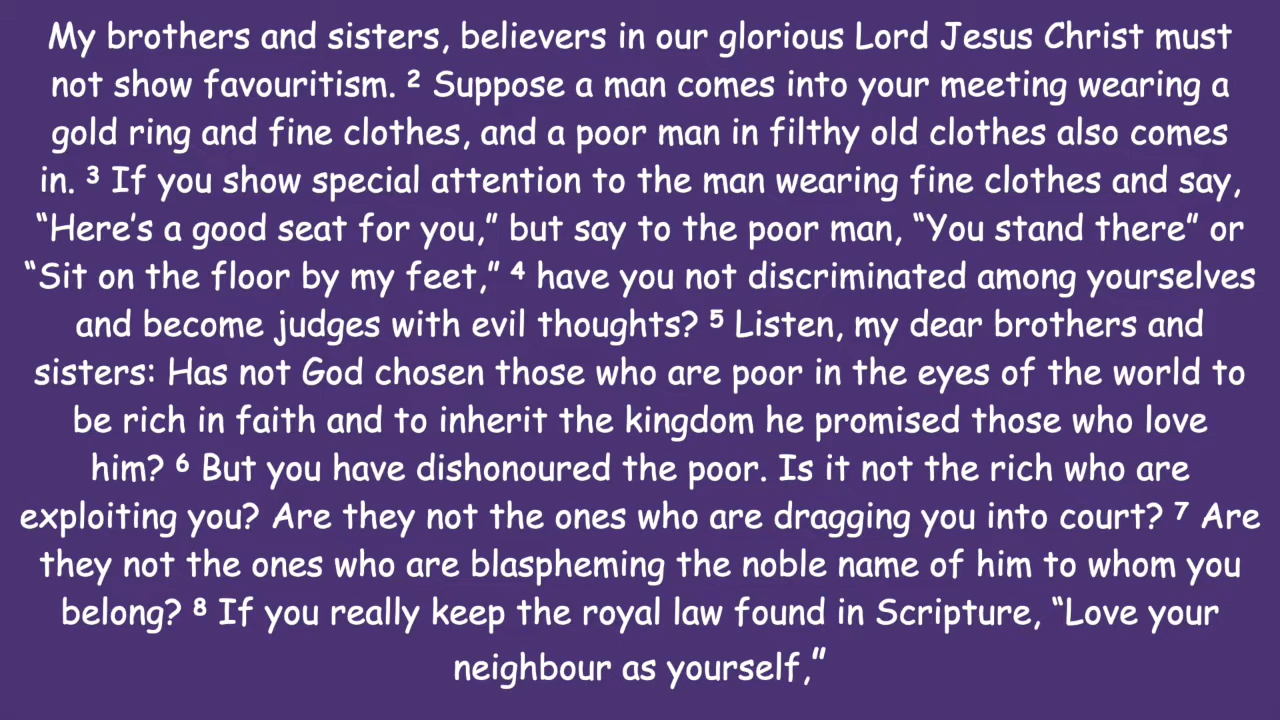 My brothers and sisters, believers in our glorious Lord Jesus Christ must
not show favouritism. ² Suppose a man comes into your meeting wearing a
gold ring and fine clothes, and a poor man in filthy old clothes also comes
in. ³ If you show special attention to the man wearing fine clothes and say,
“Here’s a good seat for you,” but say to the poor man, “You stand there” or
“Sit on the floor by my feet,” ⁴ have you not discriminated among yourselves
and become judges with evil thoughts? ⁵ Listen, my dear brothers and
sisters: Has not God chosen those who are poor in the eyes of the world to
be rich in faith and to inherit the kingdom he promised those who love
him? ⁶ But you have dishonoured the poor. Is it not the rich who are
exploiting you? Are they not the ones who are dragging you into court? ⁷ Are
they not the ones who are blaspheming the noble name of him to whom you
belong? ⁸ If you really keep the royal law found in Scripture, “Love your
neighbour as yourself,”